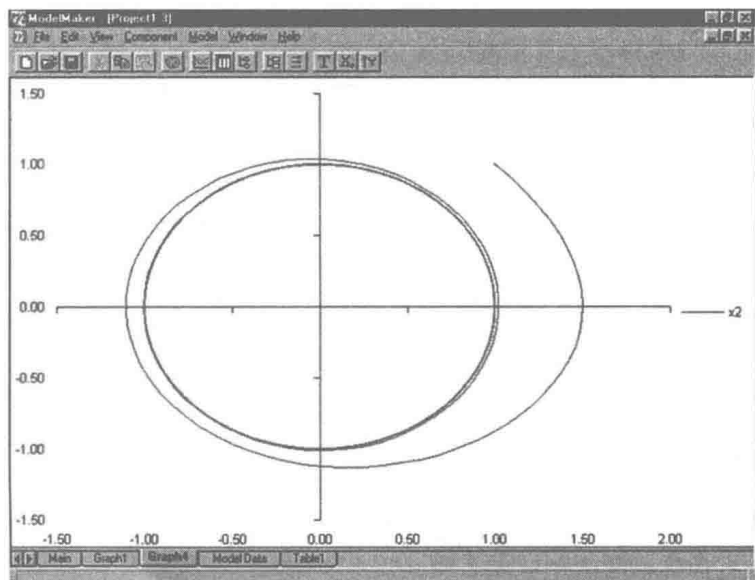 ModelMaker - [Project1:3]
File Edit View Component Model Window Help
1.50
1.00
0.50
0.00
x2
-0.50
-1.00
-1.50
-1.50 -1.00 -0.50 0.00 0.50 1.00 1.50 2.00
Main Graph1 Graph4 Model Data Table1